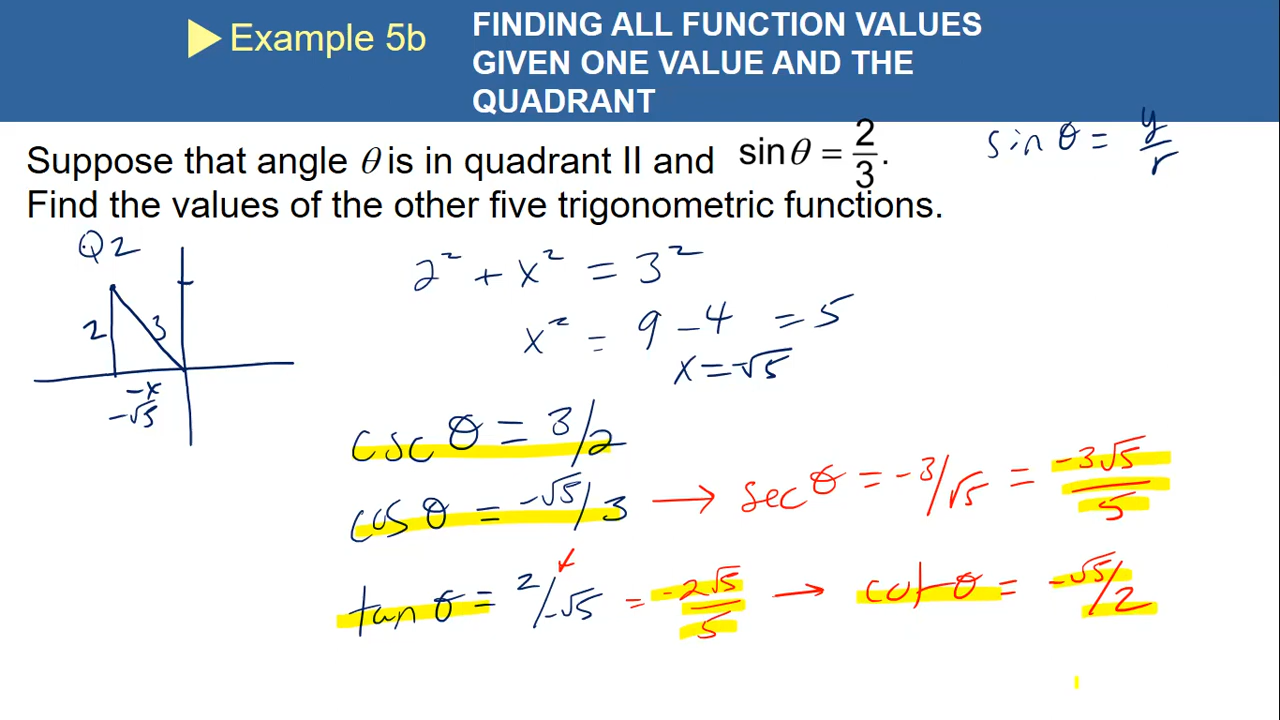 ▶ Example 5b
FINDING ALL FUNCTION VALUES
GIVEN ONE VALUE AND THE
QUADRANT
Suppose that angle θ is in quadrant II and sinθ = 2/3.
sin θ = y/r
Find the values of the other five trigonometric functions.
Q2
2
3
-x
-√5
2² + x² = 3²
x² = 9 - 4 = 5
x = -√5
csc θ = 3/2
cos θ = -√5/3 → sec θ = -3/√5 = -3√5/5
tan θ = 2/-√5 = -2√5/5 → cot θ = -√5/2